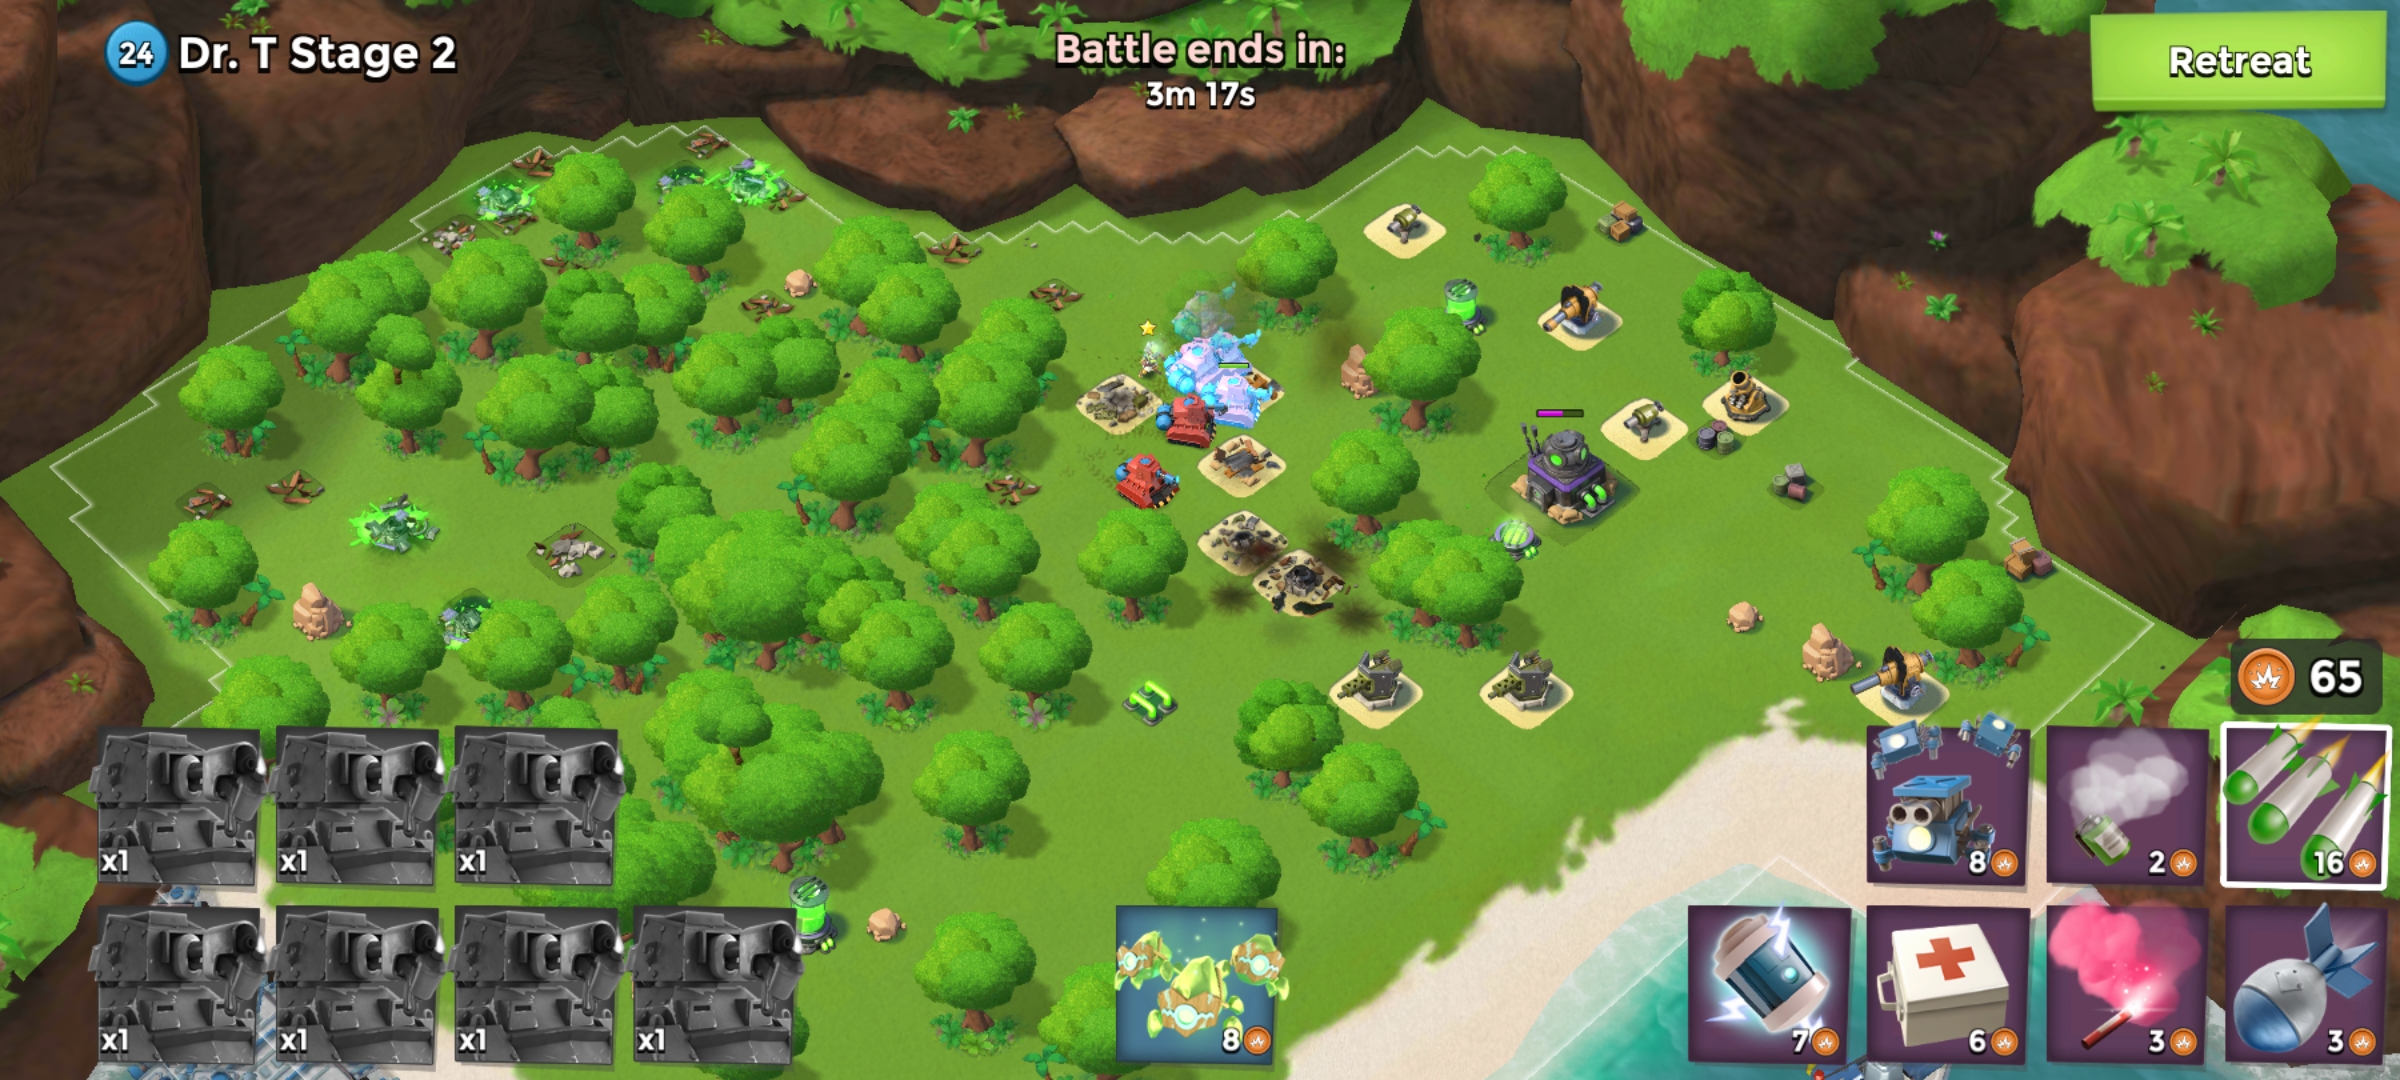 24 Dr. T Stage 2
Battle ends in:
3m 17s
Retreat
65
x1 x1 x1
8 2 16
x1 x1 x1 x1
8
7 6 3 3